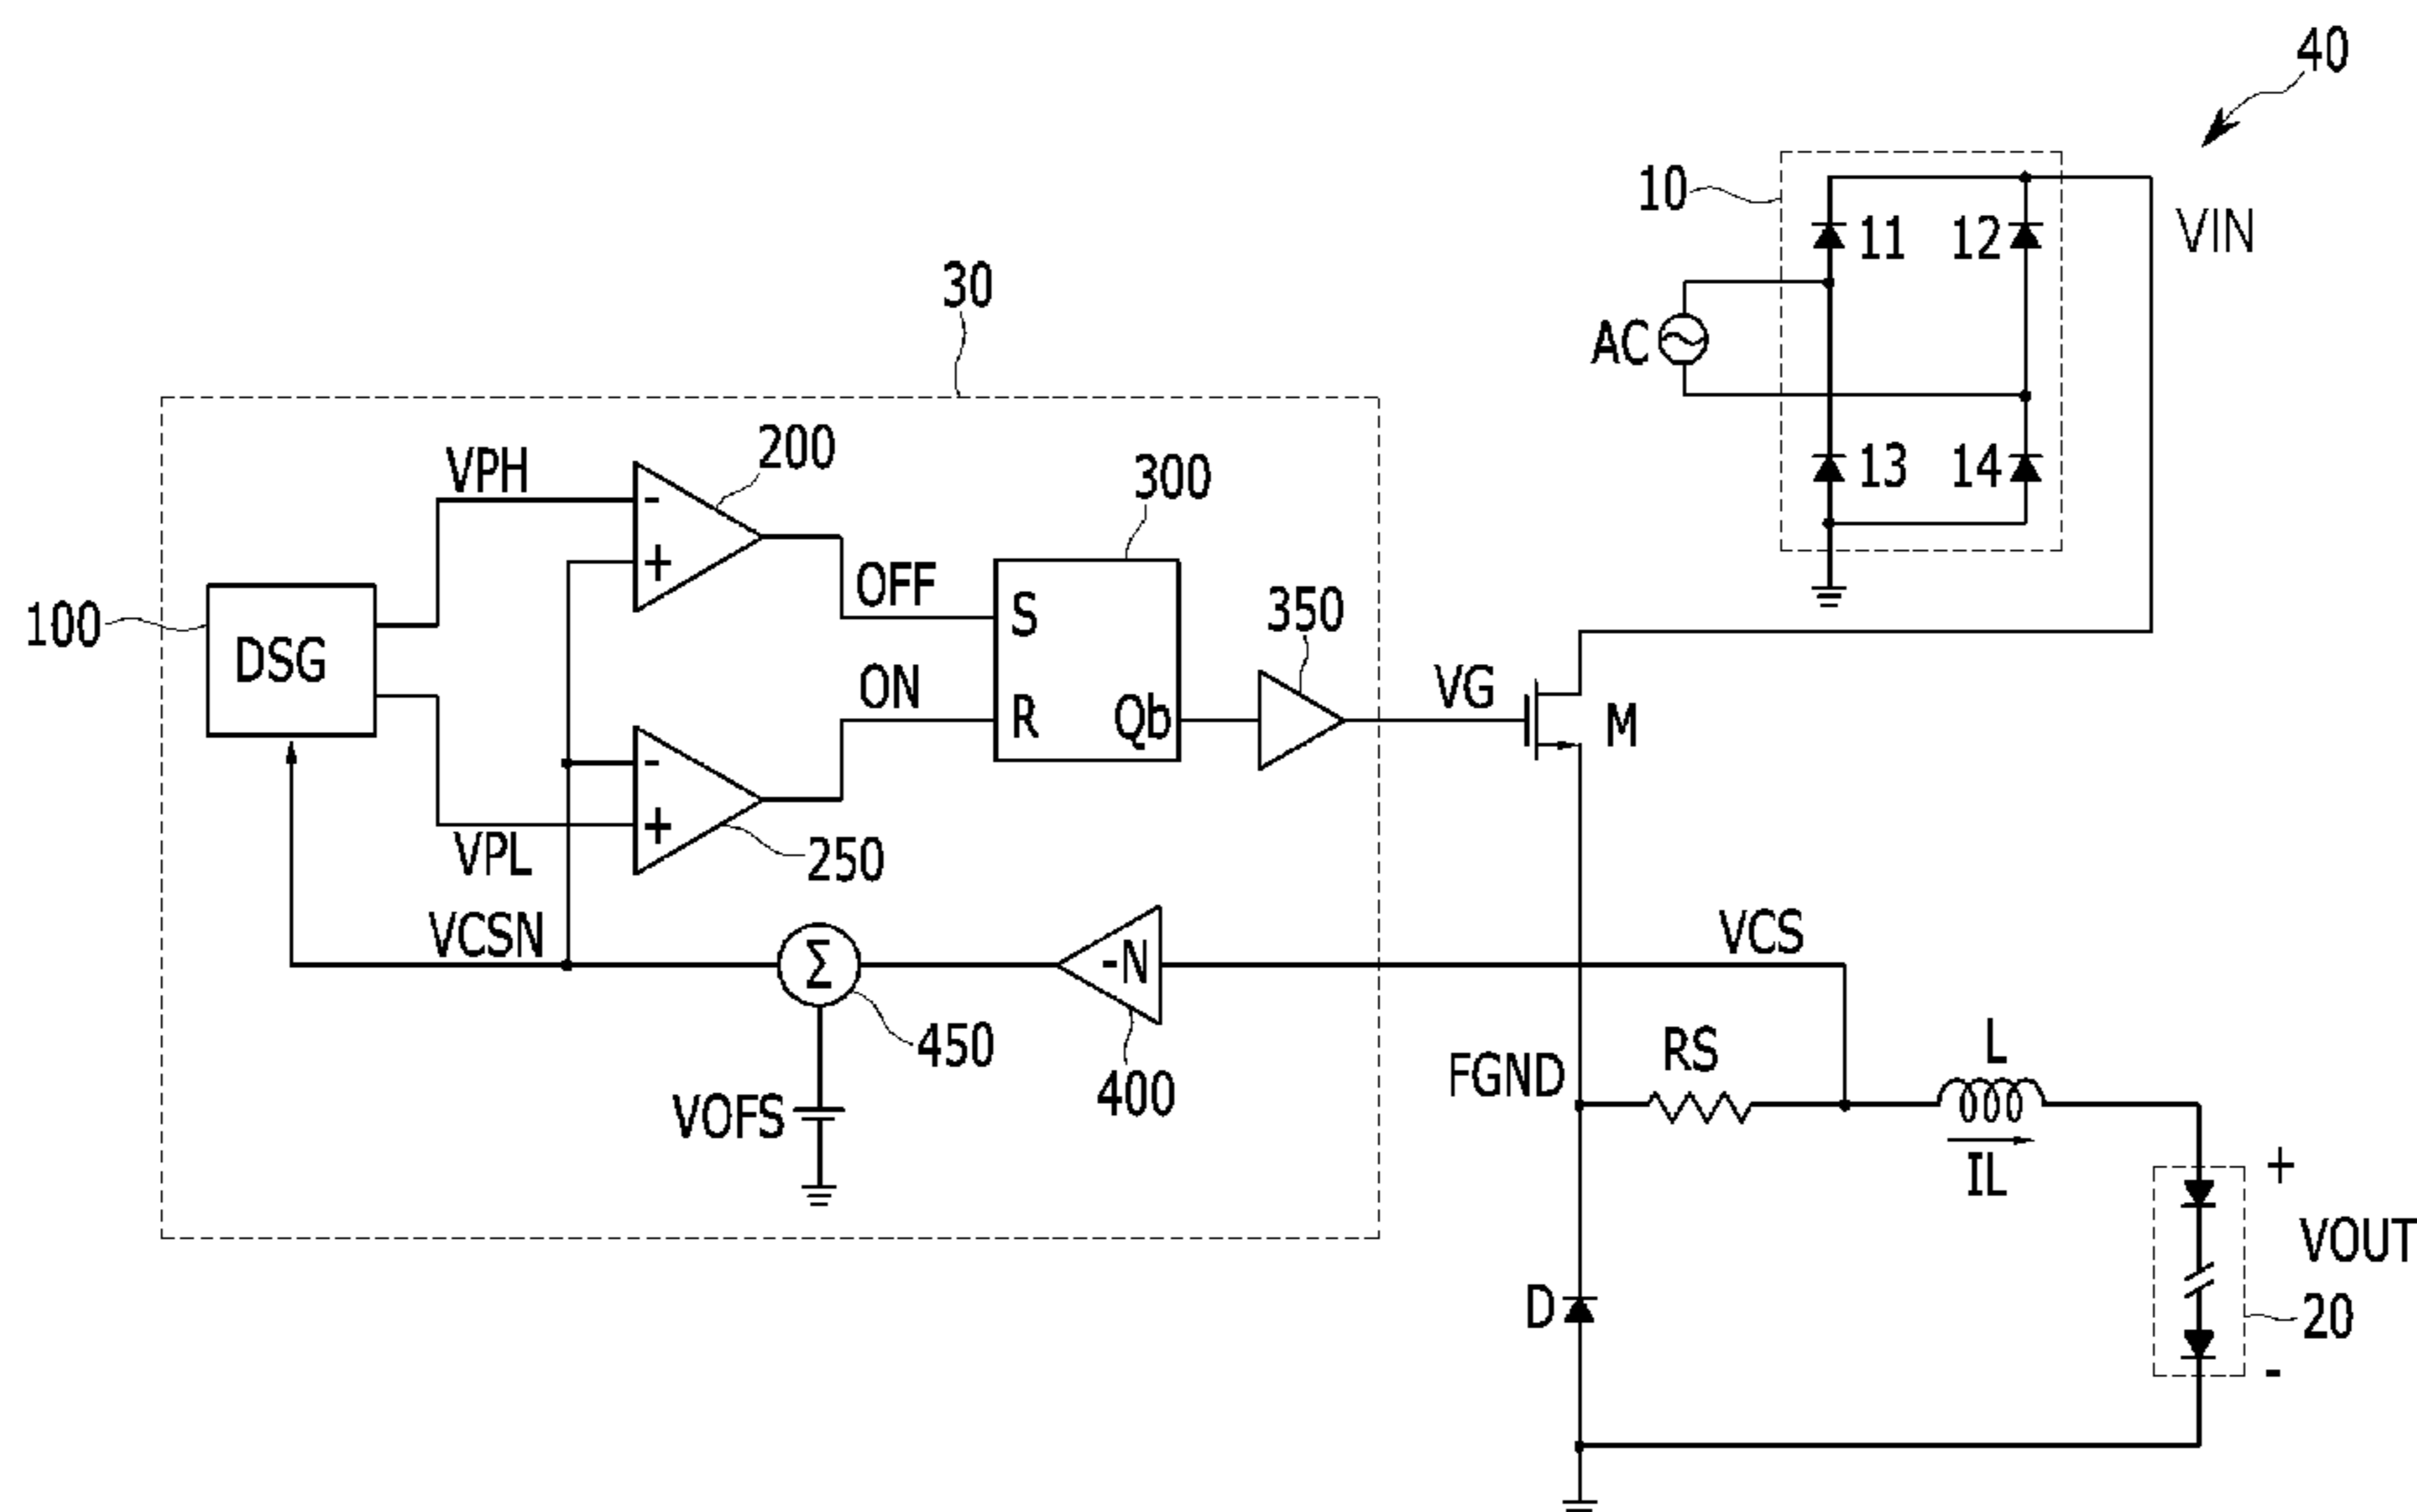 40
10
11
12
VIN
30
AC
VPH
200
-
+
300
13
14
OFF
S
350
100
DSG
ON
R
Qb
VG
M
-
+
VPL
250
VCSN
Σ
-N
VCS
450
VOFS
400
FGND
RS
L
IL
+
VOUT
D
20
-